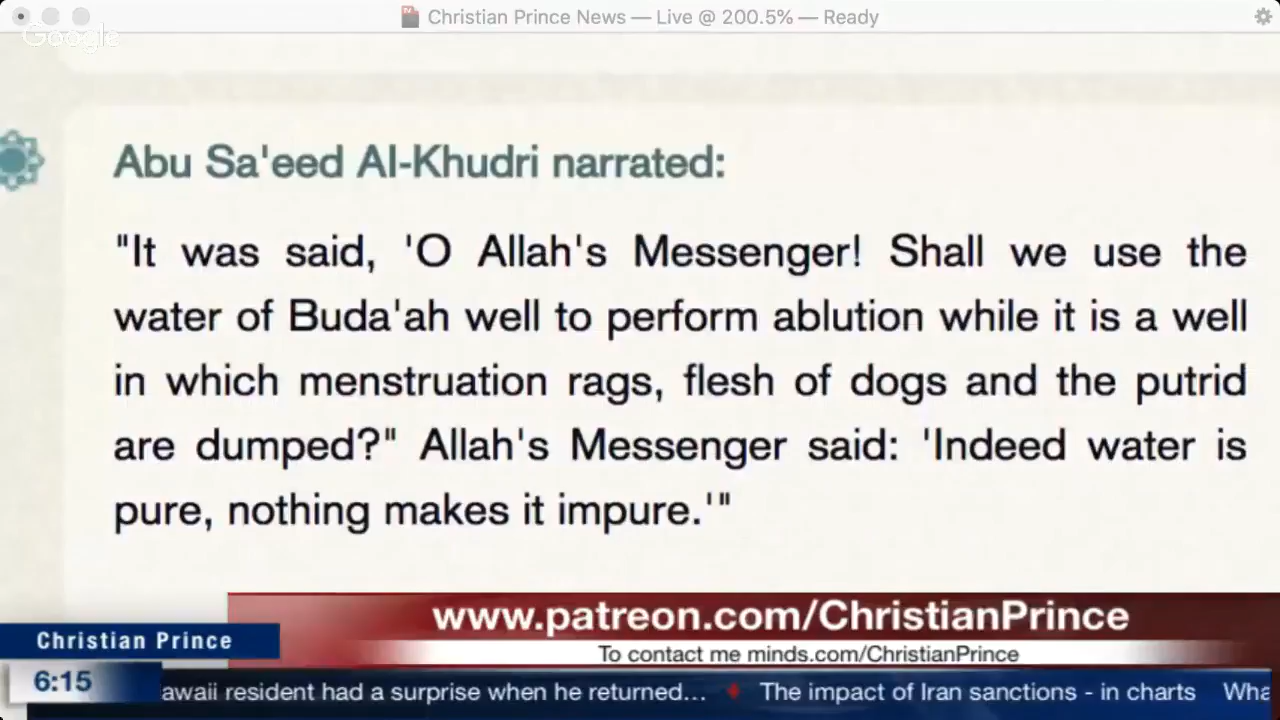 Christian Prince News — Live @ 200.5% — Ready
Google
Abu Sa'eed Al-Khudri narrated:
"It was said, 'O Allah's Messenger! Shall we use the
water of Buda'ah well to perform ablution while it is a well
in which menstruation rags, flesh of dogs and the putrid
are dumped?" Allah's Messenger said: 'Indeed water is
pure, nothing makes it impure.'"
www.patreon.com/ChristianPrince
Christian Prince
To contact me minds.com/ChristianPrince
6:15
awaii resident had a surprise when he returned... The impact of Iran sanctions - in charts Wha